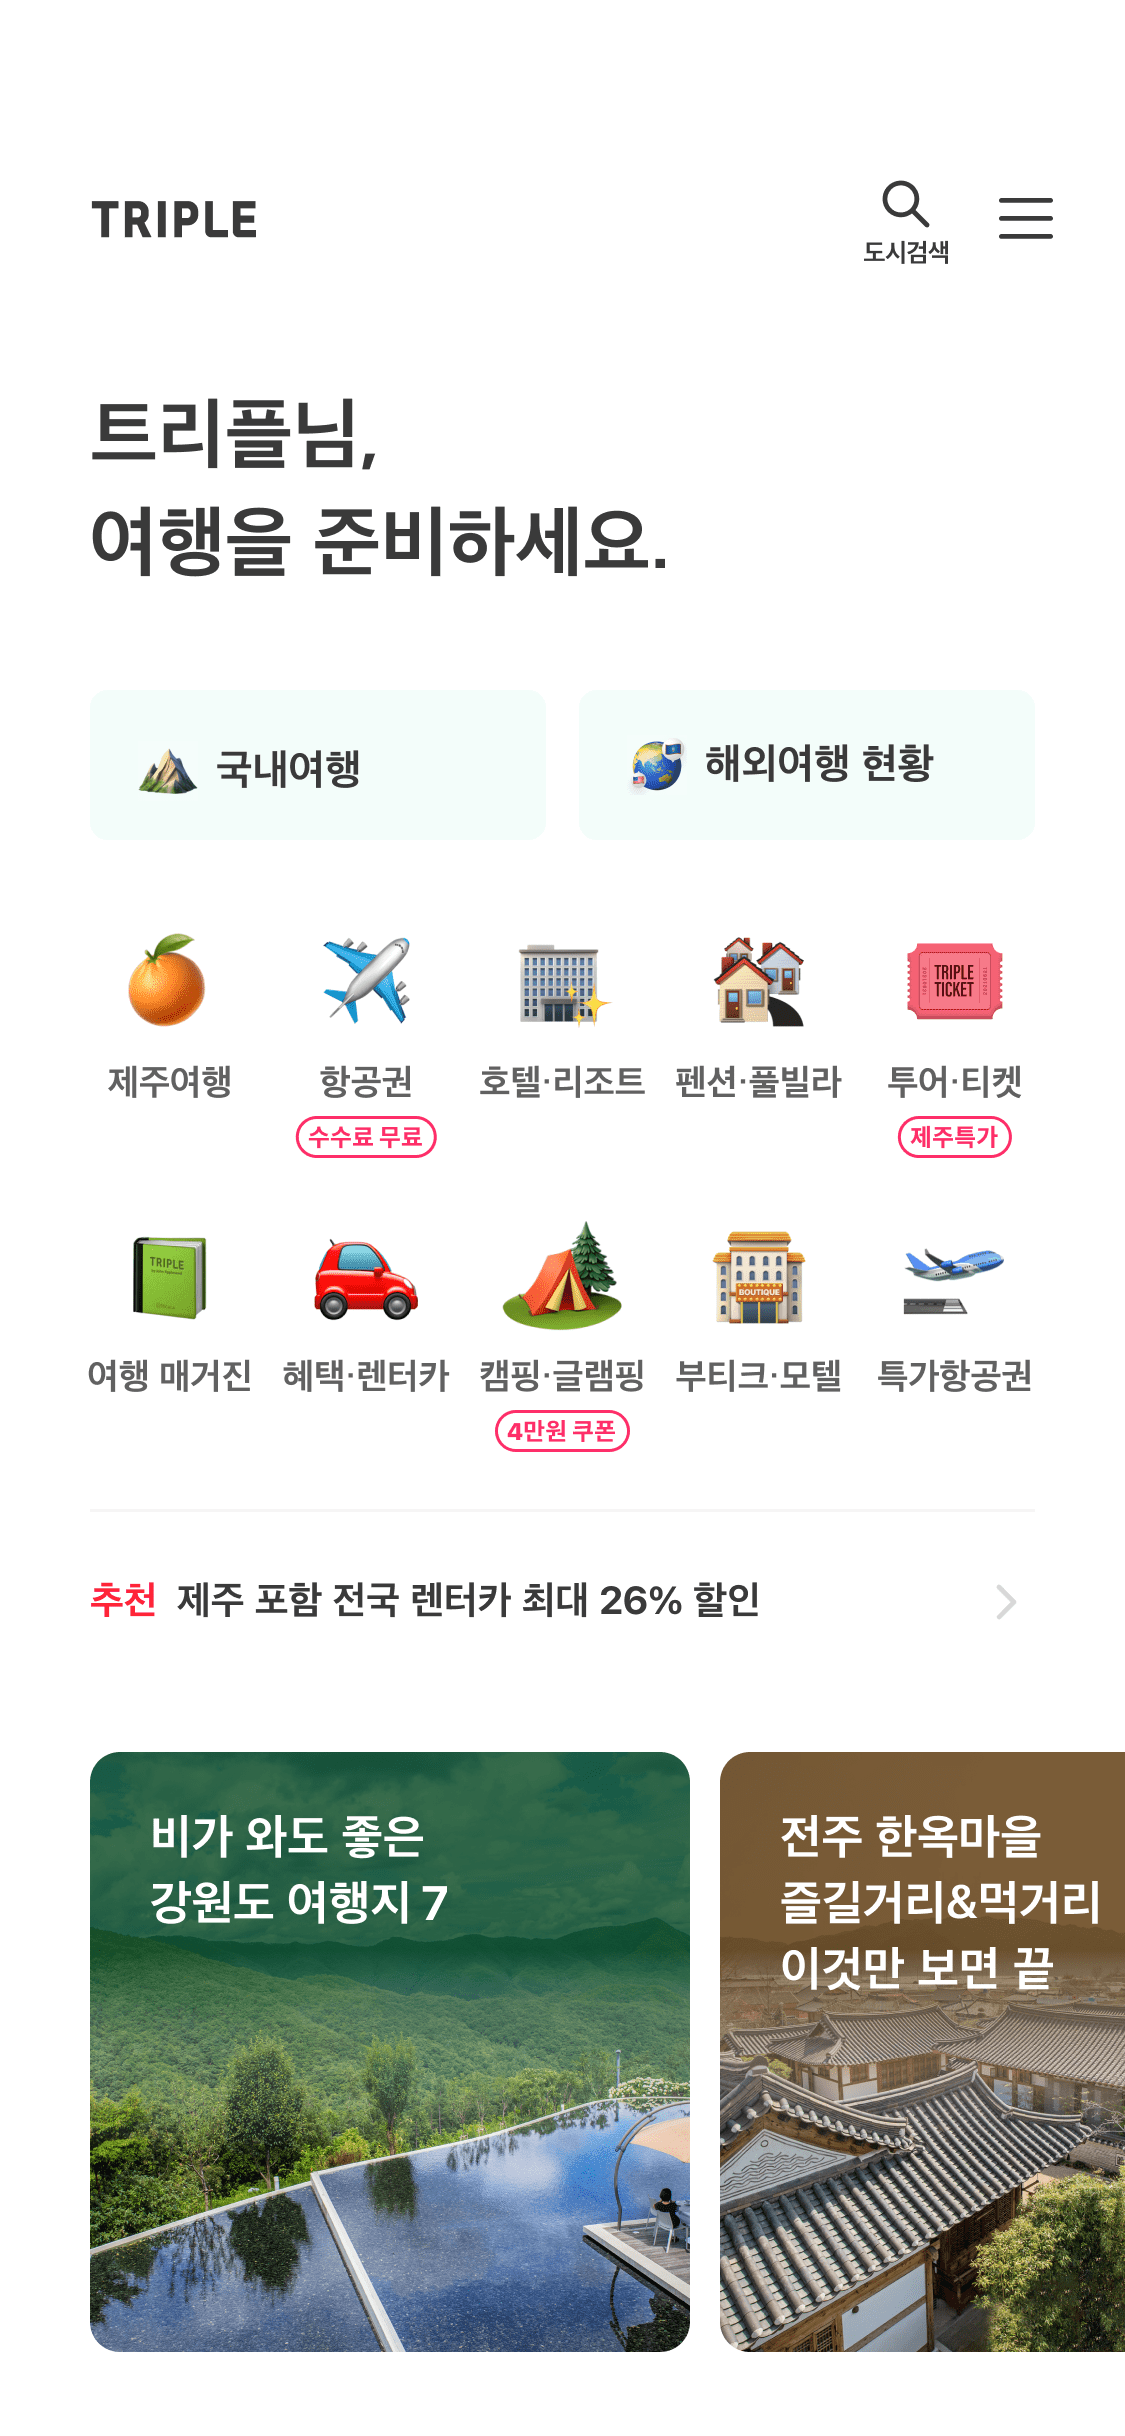 TRIPLE
도시검색
트리플님,
여행을 준비하세요.
국내여행
해외여행 현황
TRIPLE
TICKET
제주여행
항공권
호텔·리조트
펜션·풀빌라
투어·티켓
수수료 무료
제주특가
TRIPLE
BOUTIQUE
여행 매거진
혜택·렌터카
캠핑·글램핑
부티크·모텔
특가항공권
4만원 쿠폰
추천 제주 포함 전국 렌터카 최대 26% 할인
비가 와도 좋은
강원도 여행지 7
전주 한옥마을
즐길거리&먹거리
이것만 보면 끝